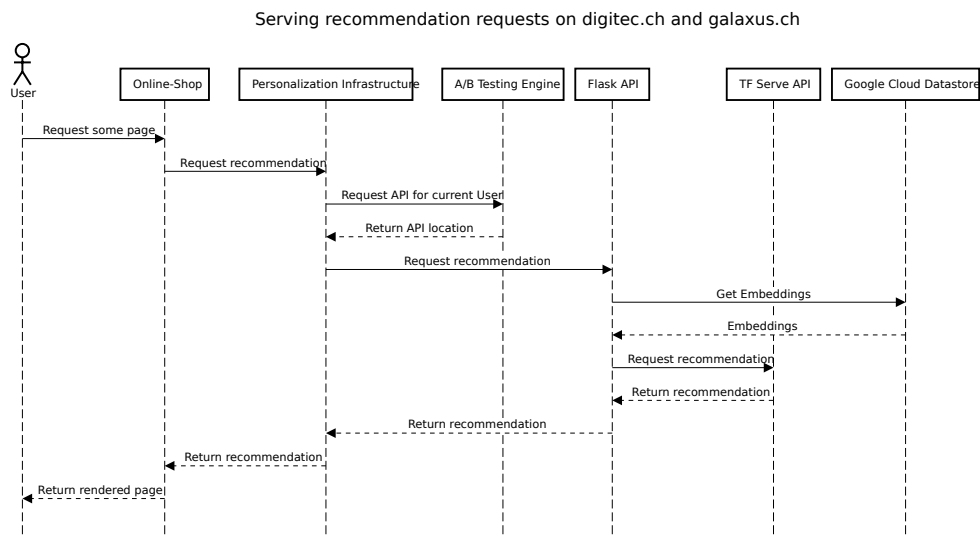 Serving recommendation requests on digitec.ch and galaxus.ch
User
Online-Shop
Personalization Infrastructure
A/B Testing Engine
Flask API
TF Serve API
Google Cloud Datastore
Request some page
Request recommendation
Request API for current User
Return API location
Request recommendation
Get Embeddings
Embeddings
Request recommendation
Return recommendation
Return recommendation
Return recommendation
Return rendered page